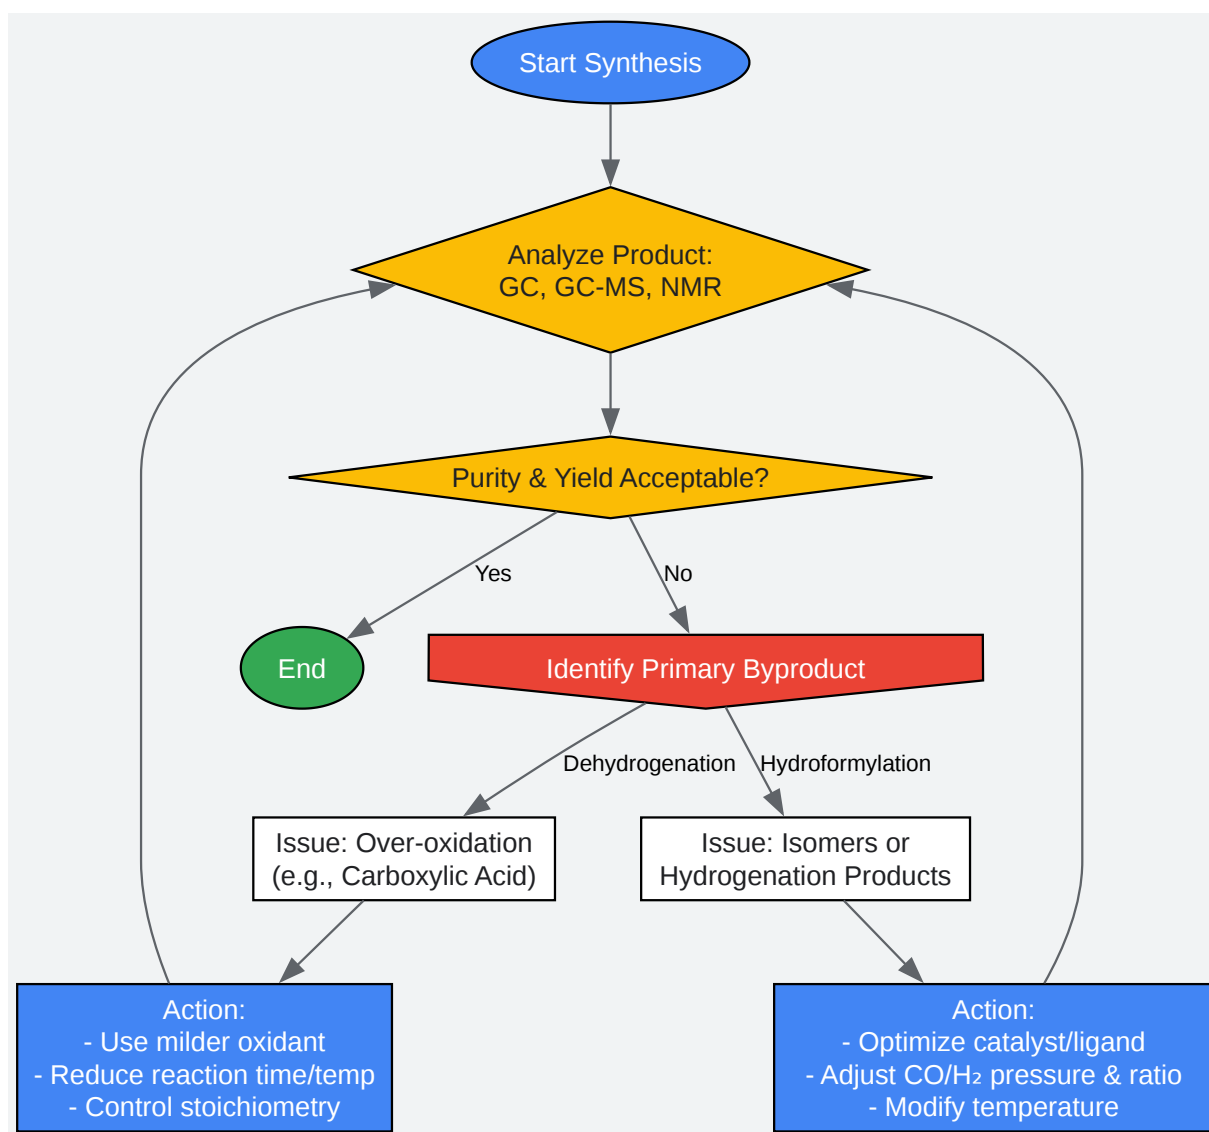 Start Synthesis
Analyze Product:
GC, GC-MS, NMR
Purity & Yield Acceptable?
Yes
No
End
Identify Primary Byproduct
Dehydrogenation
Hydroformylation
Issue: Over-oxidation
(e.g., Carboxylic Acid)
Issue: Isomers or
Hydrogenation Products
Action:
- Use milder oxidant
- Reduce reaction time/temp
- Control stoichiometry
Action:
- Optimize catalyst/ligand
- Adjust CO/H₂ pressure & ratio
- Modify temperature